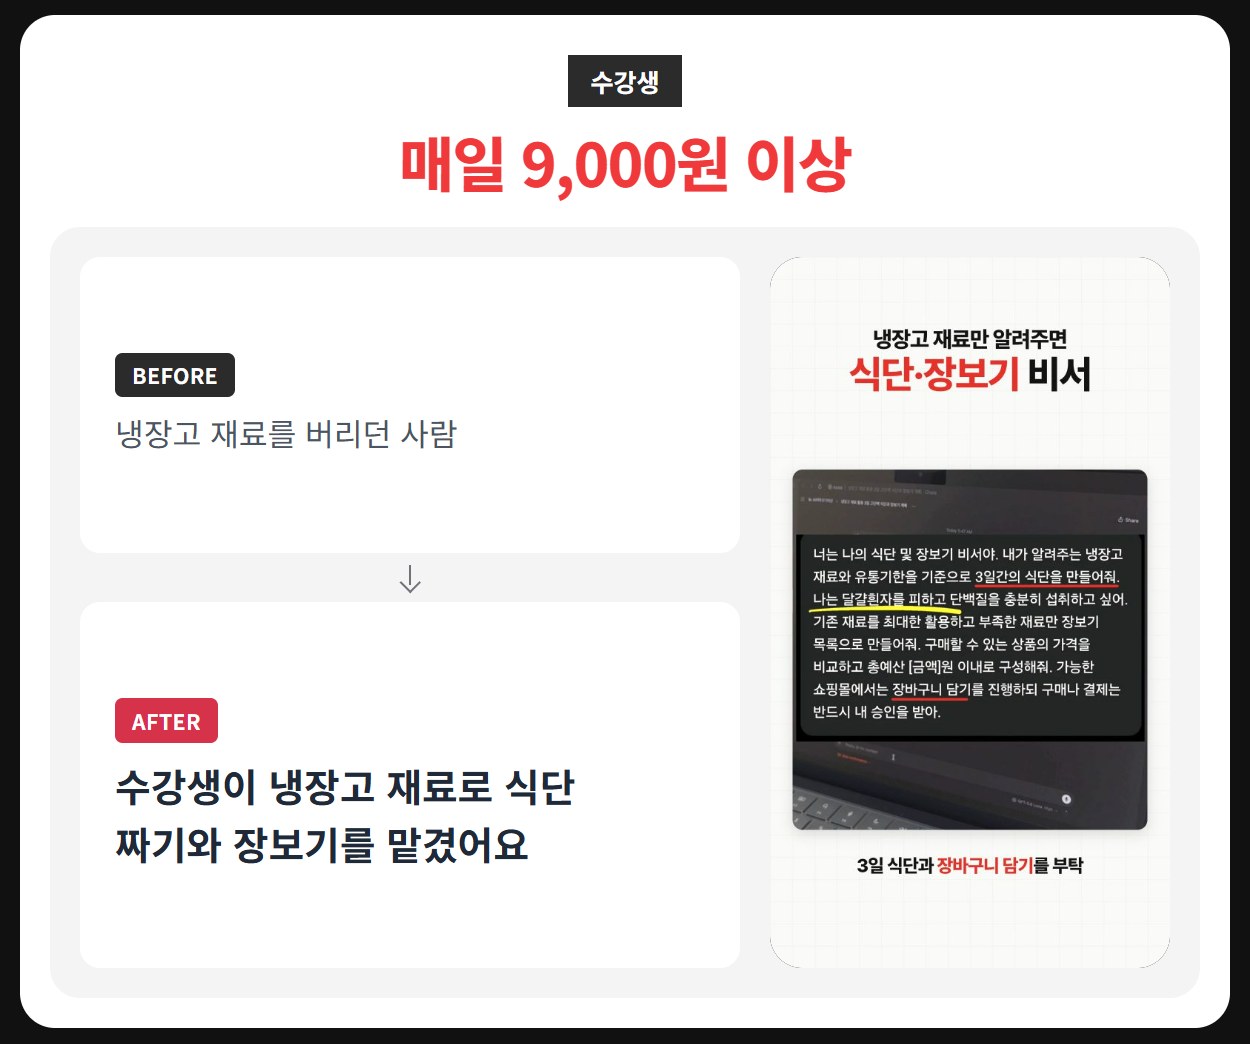 수강생
매일 9,000원 이상
BEFORE
냉장고 재료를 버리던 사람
AFTER
수강생이 냉장고 재료로 식단
짜기와 장보기를 맡겼어요
냉장고 재료만 알려주면
식단·장보기 비서
Share
너는 나의 식단 및 장보기 비서야. 내가 알려주는 냉장고
재료와 유통기한을 기준으로 3일간의 식단을 만들어줘.
나는 달걀흰자를 피하고 단백질을 충분히 섭취하고 싶어.
기존 재료를 최대한 활용하고 부족한 재료만 장보기
목록으로 만들어줘. 구매할 수 있는 상품의 가격을
비교하고 총예산 [금액]원 이내로 구성해줘. 가능한
쇼핑몰에서는 장바구니 담기를 진행하되 구매나 결제는
반드시 내 승인을 받아.
3일 식단과 장바구니 담기를 부탁